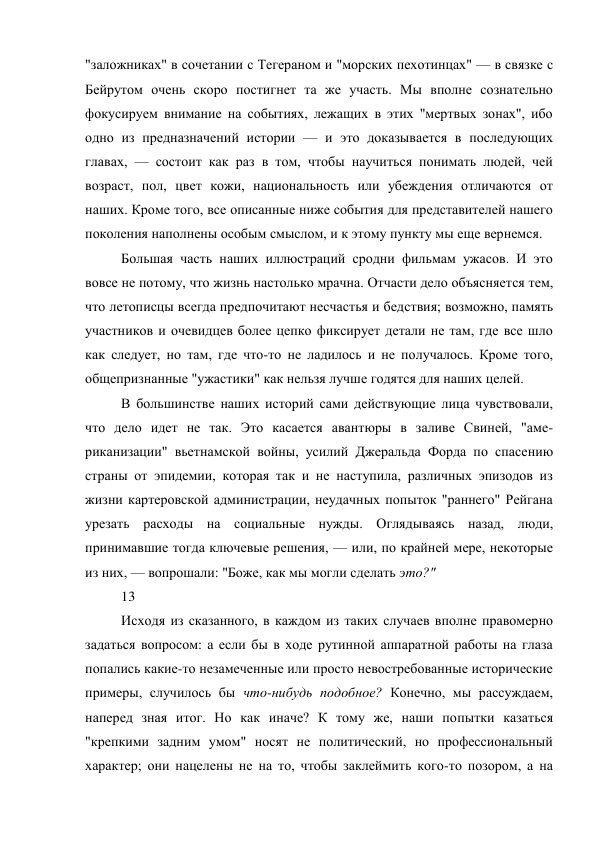 "заложниках" в сочетании с Тегераном и "морских пехотинцах" — в связке с
Бейрутом очень скоро постигнет та же участь. Мы вполне сознательно
фокусируем внимание на событиях, лежащих в этих "мертвых зонах", ибо
одно из предназначений истории — и это доказывается в последующих
главах, — состоит как раз в том, чтобы научиться понимать людей, чей
возраст, пол, цвет кожи, национальность или убеждения отличаются от
наших. Кроме того, все описанные ниже события для представителей нашего
поколения наполнены особым смыслом, и к этому пункту мы еще вернемся.
Большая часть наших иллюстраций сродни фильмам ужасов. И это
вовсе не потому, что жизнь настолько мрачна. Отчасти дело объясняется тем,
что летописцы всегда предпочитают несчастья и бедствия; возможно, память
участников и очевидцев более цепко фиксирует детали не там, где все шло
как следует, но там, где что-то не ладилось и не получалось. Кроме того,
общепризнанные "ужастики" как нельзя лучше годятся для наших целей.
В большинстве наших историй сами действующие лица чувствовали,
что дело идет не так. Это касается авантюры в заливе Свиней, "аме-
риканизации" вьетнамской войны, усилий Джеральда Форда по спасению
страны от эпидемии, которая так и не наступила, различных эпизодов из
жизни картеровской администрации, неудачных попыток "раннего" Рейгана
урезать расходы на социальные нужды. Оглядываясь назад, люди,
принимавшие тогда ключевые решения, — или, по крайней мере, некоторые
из них, — вопрошали: "Боже, как мы могли сделать это?"
13
Исходя из сказанного, в каждом из таких случаев вполне правомерно
задаться вопросом: а если бы в ходе рутинной аппаратной работы на глаза
попались какие-то незамеченные или просто невостребованные исторические
примеры, случилось бы что-нибудь подобное? Конечно, мы рассуждаем,
наперед зная итог. Но как иначе? К тому же, наши попытки казаться
"крепкими задним умом" носят не политический, но профессиональный
характер; они нацелены не на то, чтобы заклеймить кого-то позором, а на